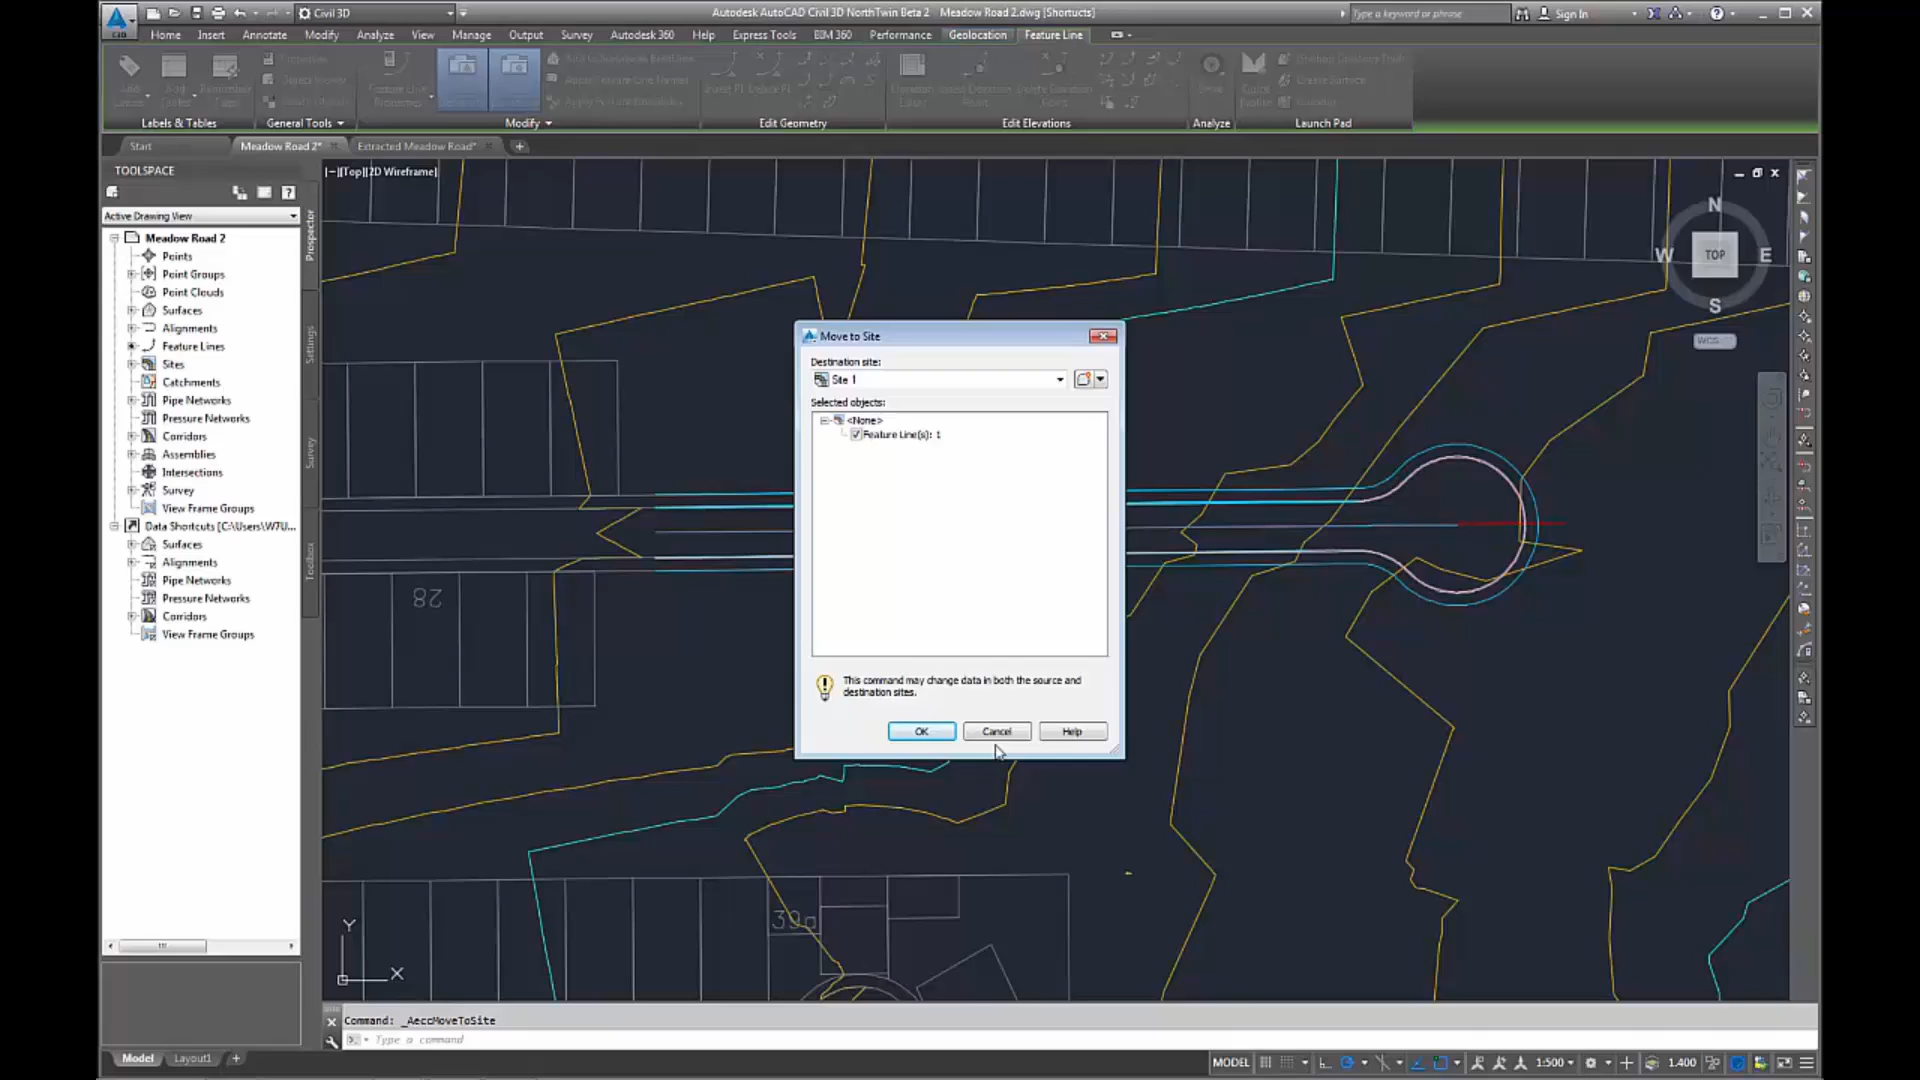 Civil 3D
Autodesk AutoCAD Civil 3D NorthTwin Beta 2 Meadow Road 2.dwg [Shortcuts]
Type a keyword or phrase
Sign In
Home Insert Annotate Modify Analyze View Manage Output Survey Autodesk 360 Help Express Tools BIM 360 Performance Geolocation Feature Line
Labels & Tables General Tools Modify Edit Geometry Edit Elevations Analyze Launch Pad
Start Meadow Road 2* Extracted Meadow Road* +
TOOLSPACE
Active Drawing View
Prospector
Settings
Survey
Toolbox
Meadow Road 2
Points
Point Groups
Point Clouds
Surfaces
Alignments
Feature Lines
Sites
Catchments
Pipe Networks
Pressure Networks
Corridors
Assemblies
Intersections
Survey
View Frame Groups
Data Shortcuts [C:\Users\W7U...
Surfaces
Alignments
Pipe Networks
Pressure Networks
Corridors
View Frame Groups
[−][Top][2D Wireframe]
N
W TOP E
S
WCS
28
39a
Y
X
Move to Site
Destination site:
Site 1
Selected objects:
<None>
Feature Line(s): 1
This command may change data in both the source and
destination sites.
OK Cancel Help
Command: _AeccMoveToSite
Type a command
Model Layout1 +
MODEL 1:500 1.400